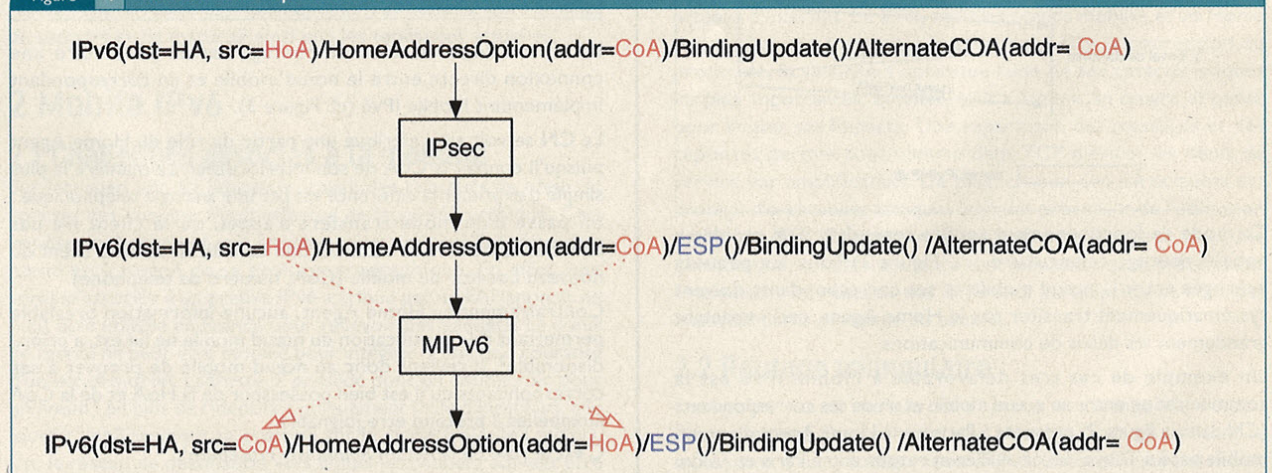 IPv6(dst=HA, src=HoA)/HomeAddressOption(addr=CoA)/BindingUpdate()/AlternateCOA(addr= CoA)
IPsec
IPv6(dst=HA, src=HoA)/HomeAddressOption(addr=CoA)/ESP()/BindingUpdate() /AlternateCOA(addr= CoA)
MIPv6
IPv6(dst=HA, src=CoA)/HomeAddressOption(addr=HoA)/ESP()/BindingUpdate() /AlternateCOA(addr= CoA)